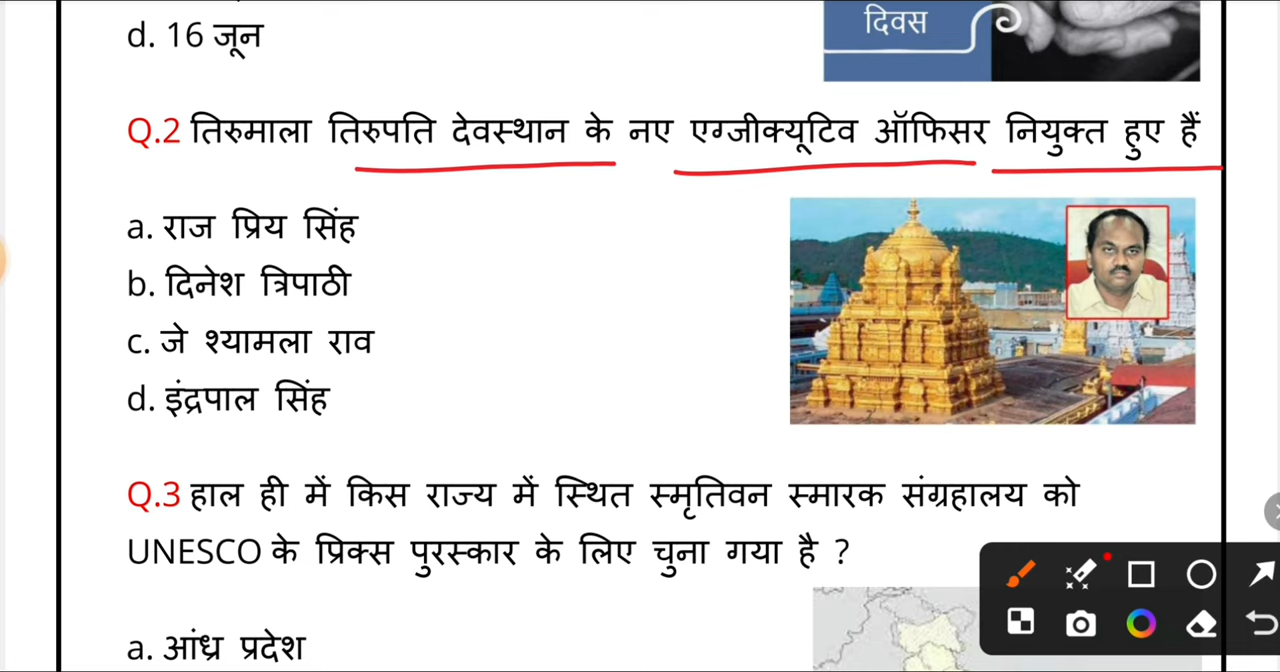 d. 16 जून
दिवस
Q.2 तिरुमाला तिरुपति देवस्थान के नए एग्जीक्यूटिव ऑफिसर नियुक्त हुए हैं
a. राज प्रिय सिंह
b. दिनेश त्रिपाठी
c. जे श्यामला राव
d. इंद्रपाल सिंह
Q.3 हाल ही में किस राज्य में स्थित स्मृतिवन स्मारक संग्रहालय को
UNESCO के प्रिक्स पुरस्कार के लिए चुना गया है ?
a. आंध्र प्रदेश